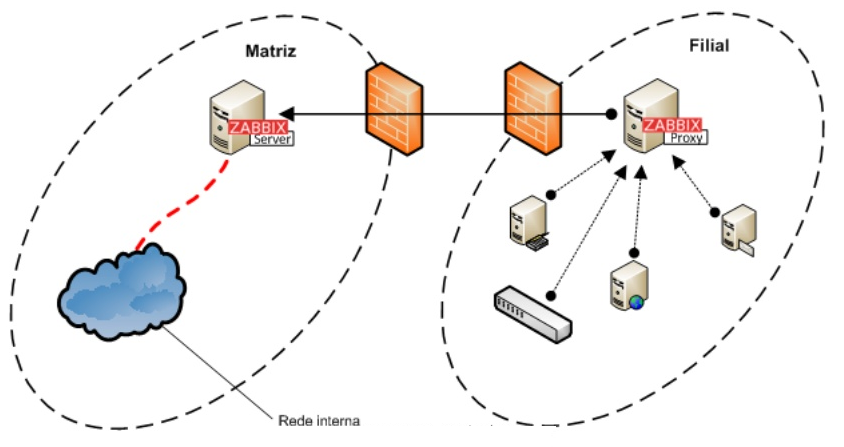 Matriz
Filial
ZABBIX
Server
ZABBIX
Proxy
Rede interna